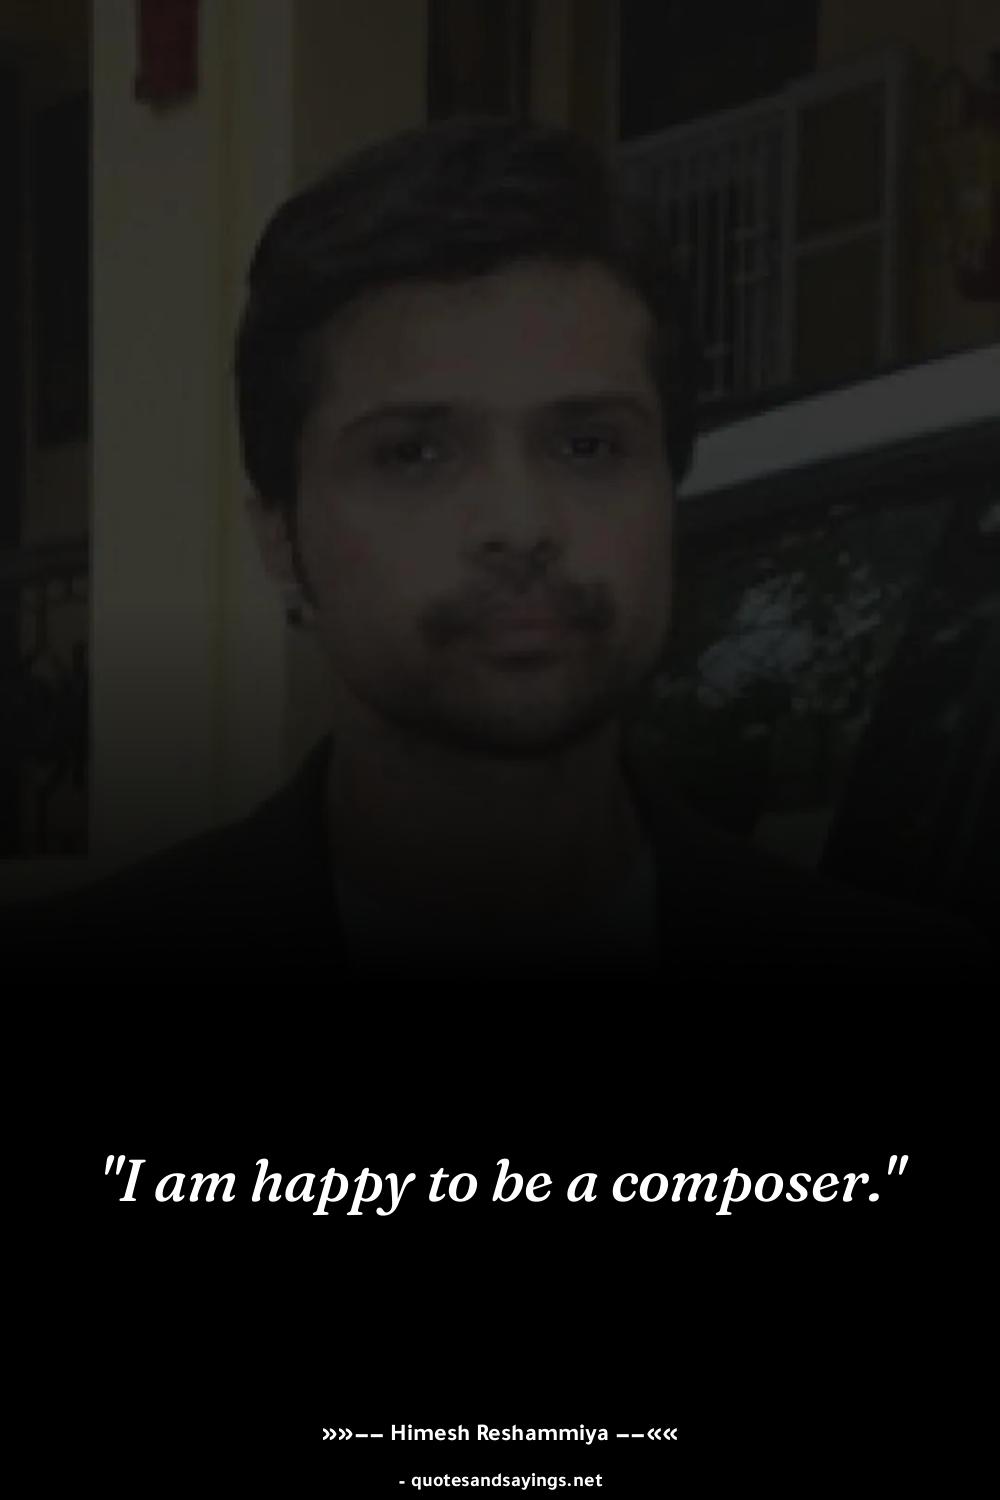 "I am happy to be a composer."
»»–– Himesh Reshammiya ––««
- quotesandsayings.net